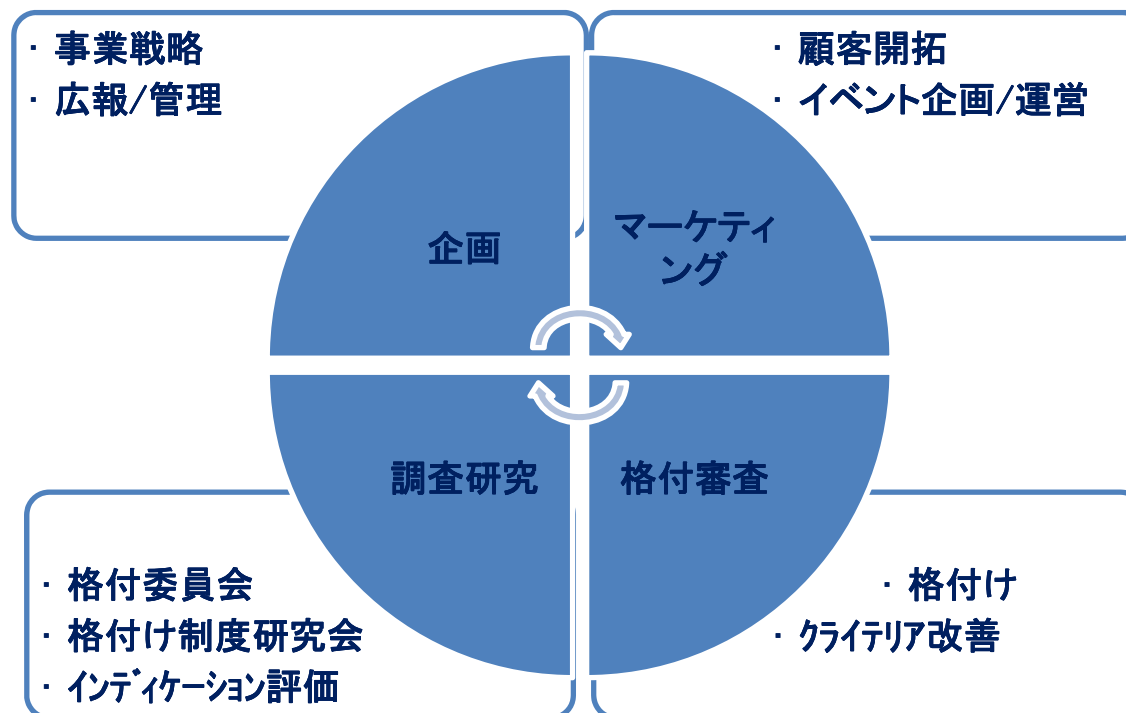 ・ 事業戦略
・ 広報/管理
・ 顧客開拓
・ イベント企画/運営
企画
マーケティ
ング
調査研究
格付審査
・ 格付委員会
・ 格付け制度研究会
・ インディケーション評価
・ 格付け
・ クライテリア改善